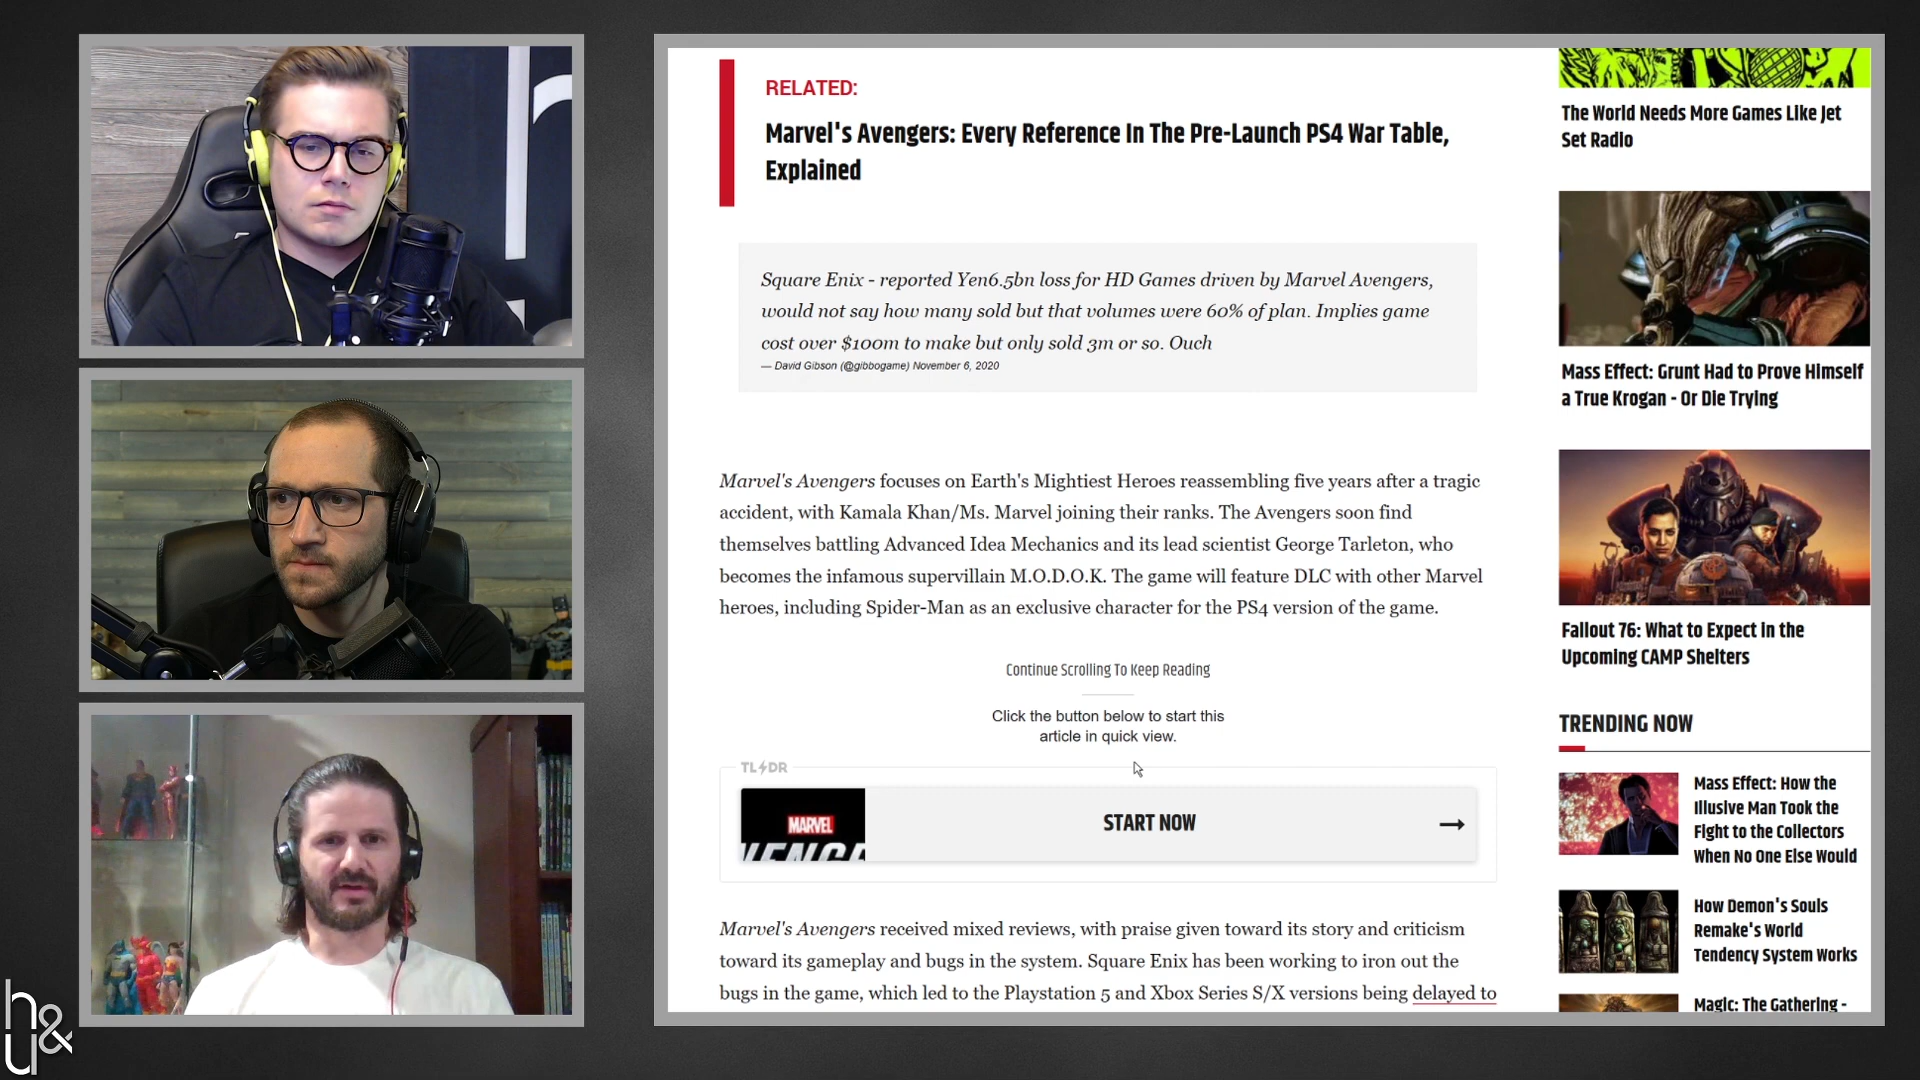 RELATED:
Marvel's Avengers: Every Reference In The Pre-Launch PS4 War Table,
Explained
Square Enix - reported Yen6.5bn loss for HD Games driven by Marvel Avengers,
would not say how many sold but that volumes were 60% of plan. Implies game
cost over $100m to make but only sold 3m or so. Ouch
— David Gibson (@gibbogame) November 6, 2020
Marvel's Avengers focuses on Earth's Mightiest Heroes reassembling five years after a tragic
accident, with Kamala Khan/Ms. Marvel joining their ranks. The Avengers soon find
themselves battling Advanced Idea Mechanics and its lead scientist George Tarleton, who
becomes the infamous supervillain M.O.D.O.K. The game will feature DLC with other Marvel
heroes, including Spider-Man as an exclusive character for the PS4 version of the game.
Continue Scrolling To Keep Reading
Click the button below to start this
article in quick view.
TL DR
MARVEL
START NOW
Marvel's Avengers received mixed reviews, with praise given toward its story and criticism
toward its gameplay and bugs in the system. Square Enix has been working to iron out the
bugs in the game, which led to the Playstation 5 and Xbox Series S/X versions being delayed to
The World Needs More Games Like Jet
Set Radio
Mass Effect: Grunt Had to Prove Himself
a True Krogan - Or Die Trying
Fallout 76: What to Expect in the
Upcoming CAMP Shelters
TRENDING NOW
Mass Effect: How the
Illusive Man Took the
Fight to the Collectors
When No One Else Would
How Demon's Souls
Remake's World
Tendency System Works
Magic: The Gathering -
h&u